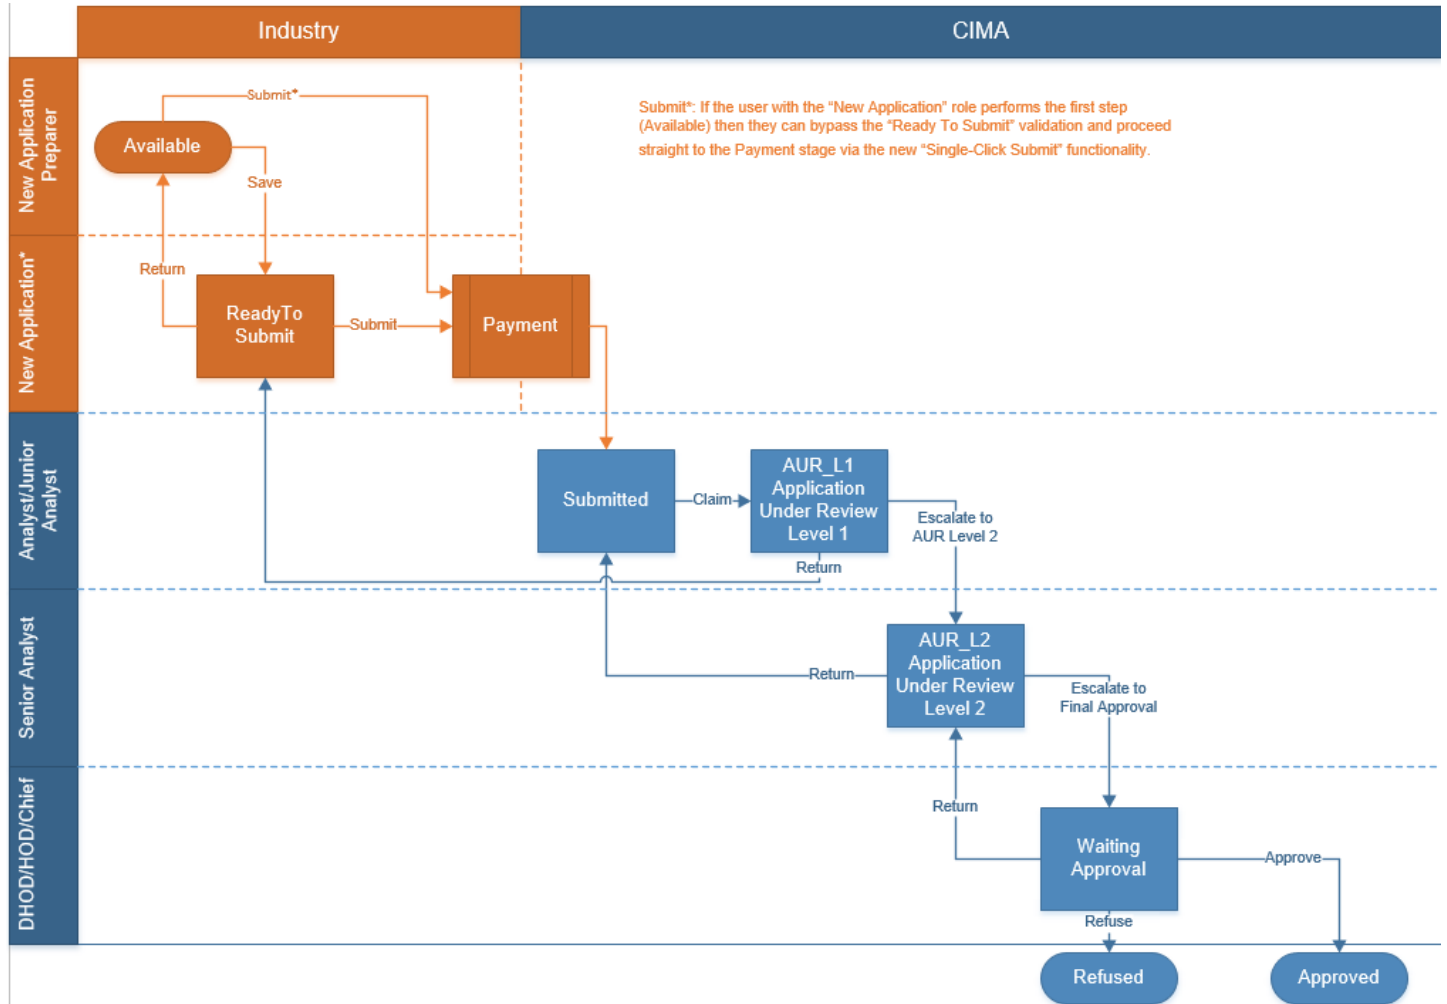 Industry
CIMA
New Application
Preparer
Submit*
Available
Save
Submit*: If the user with the “New Application” role performs the first step
(Available) then they can bypass the “Ready To Submit” validation and proceed
straight to the Payment stage via the new “Single-Click Submit” functionality.
New Application*
Return
ReadyTo
Submit
Submit
Payment
Analyst/Junior
Analyst
Submitted
Claim
AUR_L1
Application
Under Review
Level 1
Escalate to
AUR Level 2
Return
Senior Analyst
Return
AUR_L2
Application
Under Review
Level 2
Escalate to
Final Approval
DHOD/HOD/Chief
Return
Waiting
Approval
Approve
Refuse
Refused
Approved